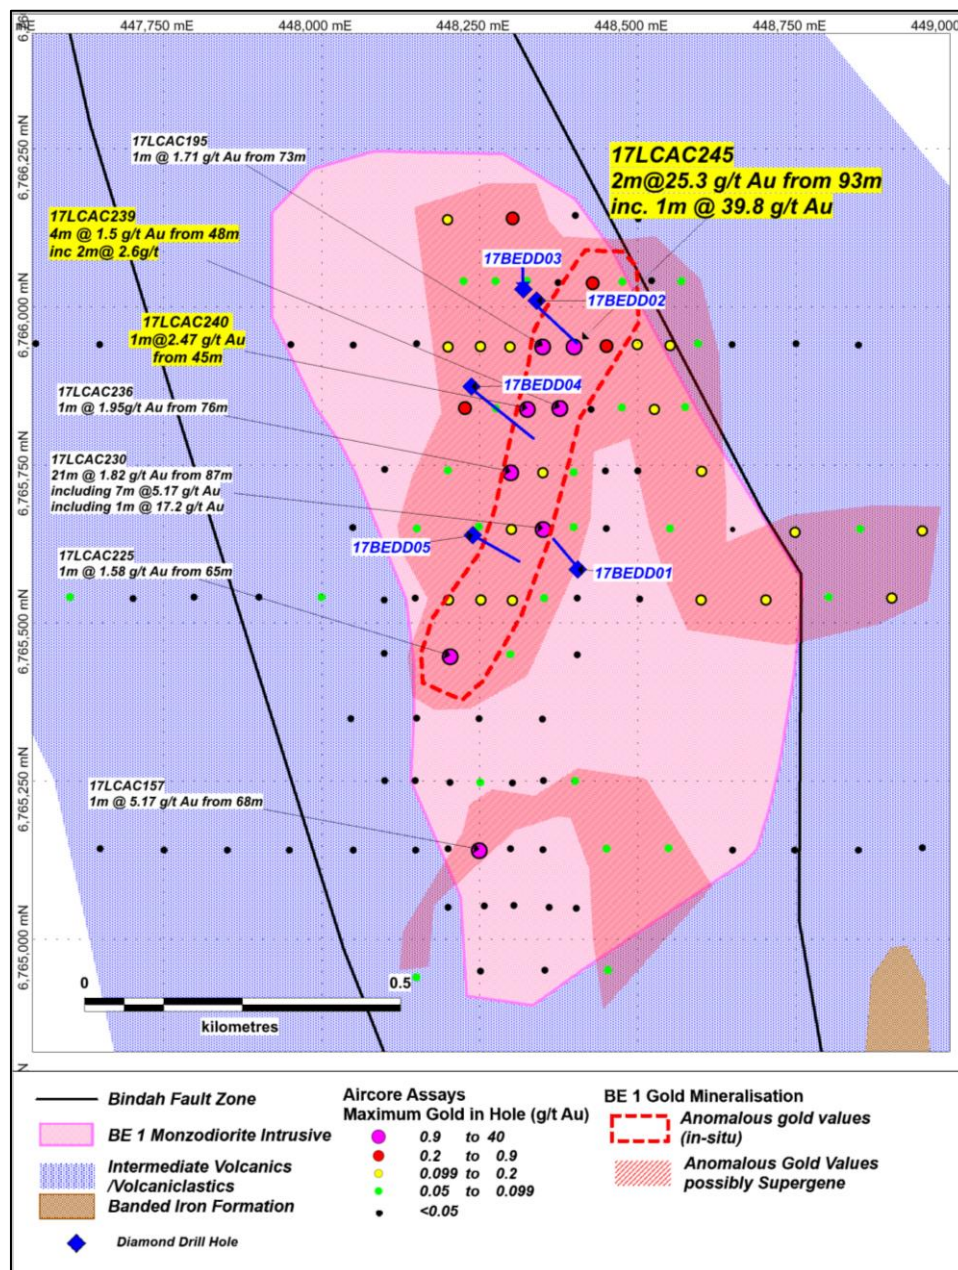 447,750 mE 448,000 mE 448,250 mE 448,500 mE 448,750 mE 449,000
6,766,250 mN
6,766,000 mN
6,765,750 mN
6,765,500 mN
6,765,250 mN
6,765,000 mN
17LCAC195
1m @ 1.71 g/t Au from 73m
17LCAC245
2m@25.3 g/t Au from 93m
inc. 1m @ 39.8 g/t Au
17LCAC239
4m @ 1.5 g/t Au from 48m
inc 2m@ 2.6g/t
17BEDD03
17BEDD02
17LCAC240
1m@2.47 g/t Au
from 45m
17BEDD04
17LCAC236
1m @ 1.95g/t Au from 76m
17LCAC230
21m @ 1.82 g/t Au from 87m
including 7m @5.17 g/t Au
including 1m @ 17.2 g/t Au
17BEDD05
17BEDD01
17LCAC225
1m @ 1.58 g/t Au from 65m
17LCAC157
1m @ 5.17 g/t Au from 68m
0 0.5
kilometres
Bindah Fault Zone
BE 1 Monzodiorite Intrusive
Intermediate Volcanics
/Volcaniclastics
Banded Iron Formation
Diamond Drill Hole
Aircore Assays
Maximum Gold in Hole (g/t Au)
0.9 to 40
0.2 to 0.9
0.099 to 0.2
0.05 to 0.099
<0.05
BE 1 Gold Mineralisation
Anomalous gold values
(in-situ)
Anomalous Gold Values
possibly Supergene